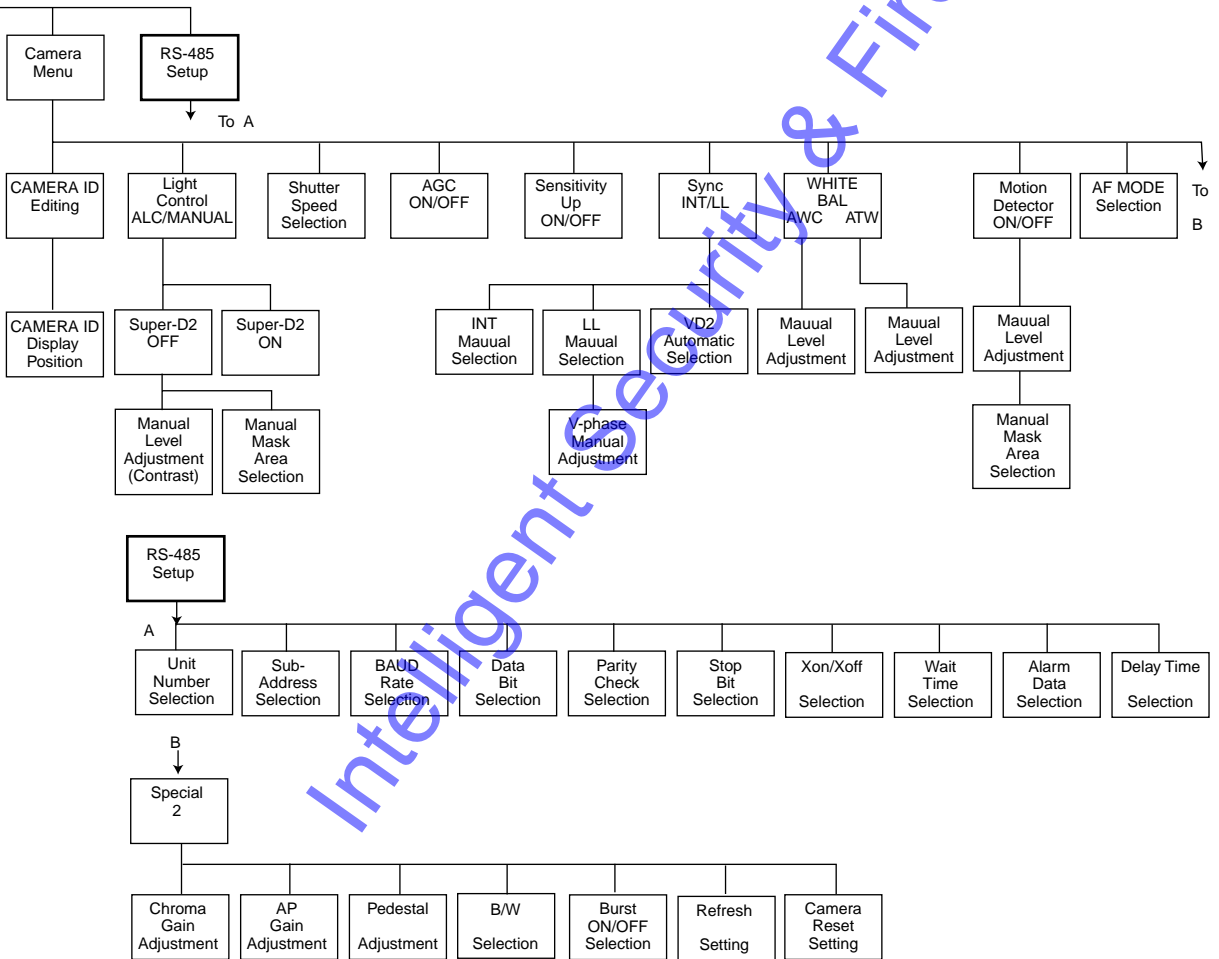 Camera
Menu
RS-485
Setup
To A
CAMERA ID
Editing
Light
Control
ALC/MANUAL
Shutter
Speed
Selection
AGC
ON/OFF
Sensitivity
Up
ON/OFF
Sync
INT/LL
WHITE
BAL
AWC ATW
Motion
Detector
ON/OFF
AF MODE
Selection
To
B
CAMERA ID
Display
Position
Super-D2
OFF
Super-D2
ON
INT
Mauual
Selection
LL
Mauual
Selection
VD2
Automatic
Selection
Mauual
Level
Adjustment
Mauual
Level
Adjustment
Mauual
Level
Adjustment
Manual
Level
Adjustment
(Contrast)
Manual
Mask
Area
Selection
V-phase
Manual
Adjustment
Manual
Mask
Area
Selection
RS-485
Setup
A
Unit
Number
Selection
Sub-
Address
Selection
BAUD
Rate
Selection
Data
Bit
Selection
Parity
Check
Selection
Stop
Bit
Selection
Xon/Xoff
Selection
Wait
Time
Selection
Alarm
Data
Selection
Delay Time
Selection
B
Special
2
Chroma
Gain
Adjustment
AP
Gain
Adjustment
Pedestal
Adjustment
B/W
Selection
Burst
ON/OFF
Selection
Refresh
Setting
Camera
Reset
Setting
Intelligent Security & Fir